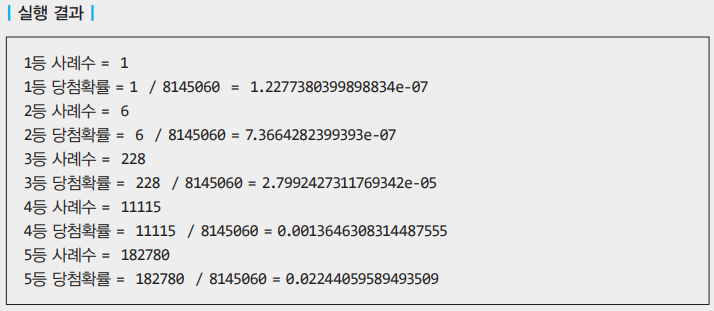 | 실행 결과 |
1등 사례수 = 1
1등 당첨확률 = 1 / 8145060 = 1.2277380399898834e-07
2등 사례수 = 6
2등 당첨확률 = 6 / 8145060 = 7.3664282399393e-07
3등 사례수 = 228
3등 당첨확률 = 228 / 8145060 = 2.7992427311769342e-05
4등 사례수 = 11115
4등 당첨확률 = 11115 / 8145060 = 0.0013646308314487555
5등 사례수 = 182780
5등 당첨확률 = 182780 / 8145060 = 0.02244059589493509